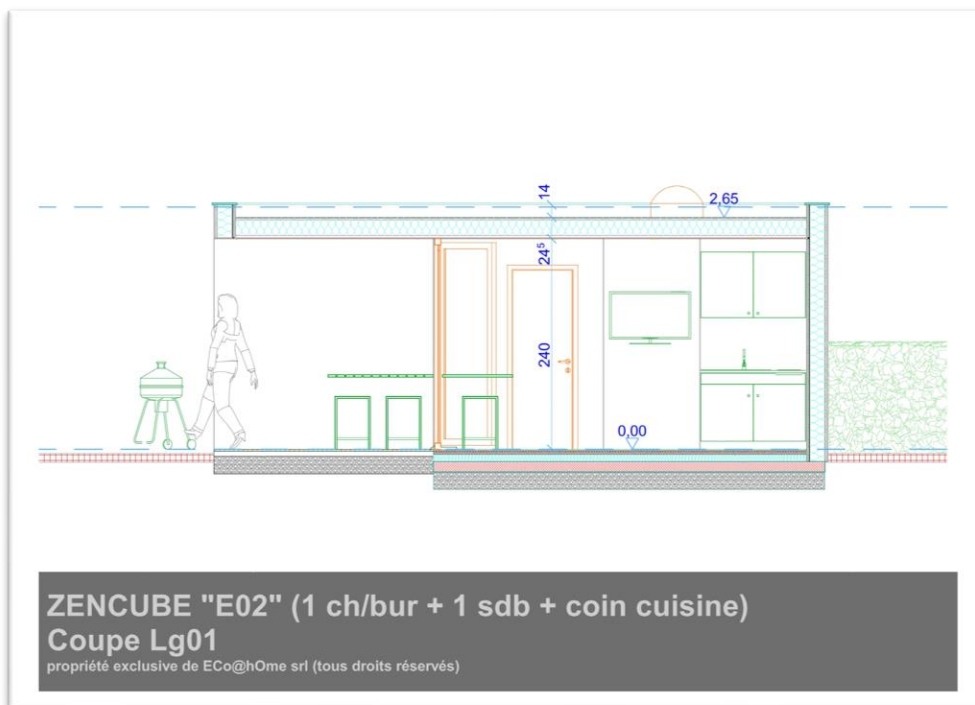 14
2,65
24⁵
240
0,00
ZENCUBE "E02" (1 ch/bur + 1 sdb + coin cuisine)
Coupe Lg01
propriété exclusive de ECo@hOme srl (tous droits réservés)